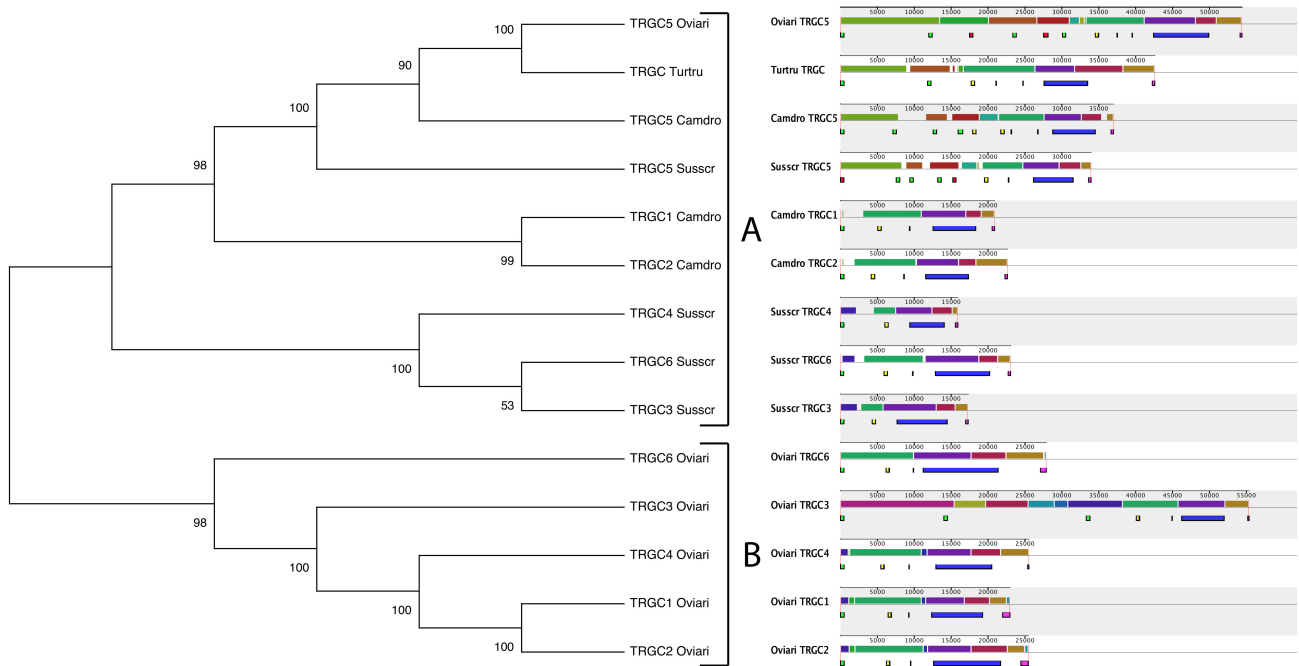 5000 10000 15000 20000 25000 30000 35000 40000 45000 50000
TRGC5 Oviari Oviari TRGC5
100
5000 10000 15000 20000 25000 30000 35000 40000
90 TRGC Turtru Turtru TRGC
5000 10000 15000 20000 25000 30000 35000
100 TRGC5 Camdro Camdro TRGC5
5000 10000 15000 20000 25000 30000
98 TRGC5 Susscr Susscr TRGC5
5000 10000 15000 20000
TRGC1 Camdro Camdro TRGC1
A
5000 10000 15000 20000
99 TRGC2 Camdro Camdro TRGC2
5000 10000 15000
TRGC4 Susscr Susscr TRGC4
5000 10000 15000 20000
100 TRGC6 Susscr Susscr TRGC6
5000 10000 15000
53 TRGC3 Susscr Susscr TRGC3
5000 10000 15000 20000 25000
TRGC6 Oviari Oviari TRGC6
5000 10000 15000 20000 25000 30000 35000 40000 45000 50000 55000
98 TRGC3 Oviari Oviari TRGC3
5000 10000 15000 20000 25000
100 TRGC4 Oviari B Oviari TRGC4
5000 10000 15000 20000
100 TRGC1 Oviari Oviari TRGC1
5000 10000 15000 20000 25000
100 TRGC2 Oviari Oviari TRGC2